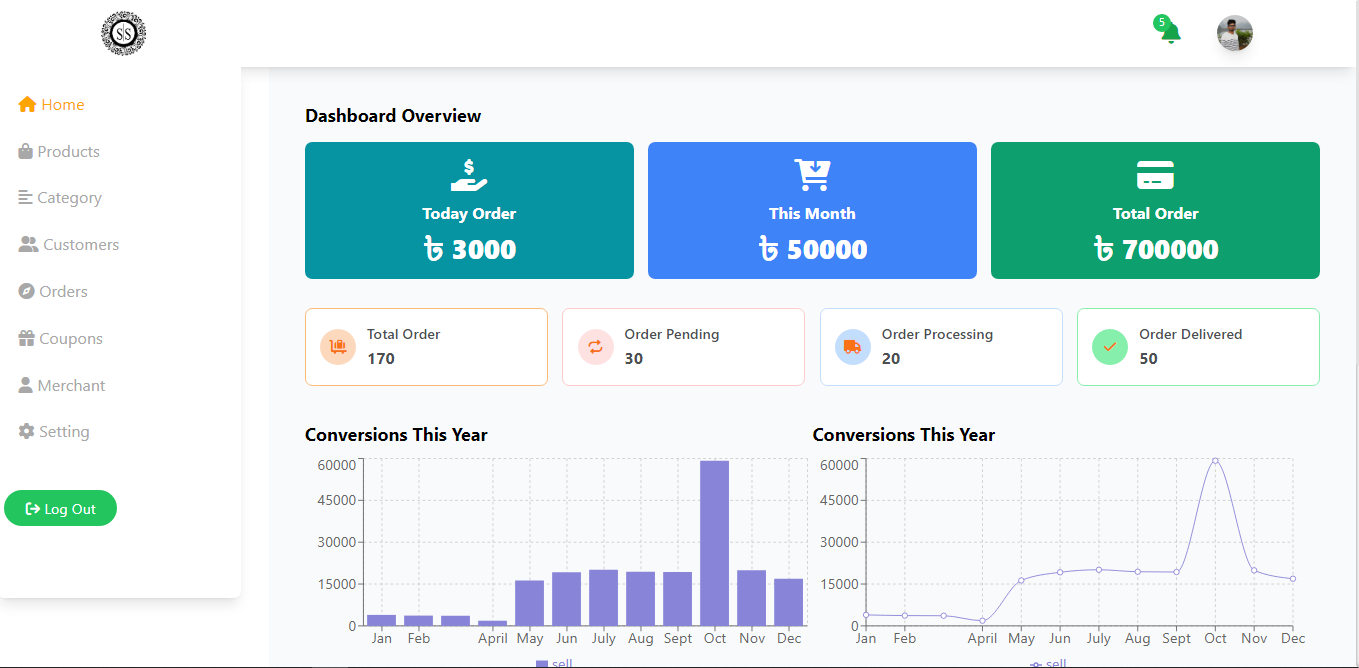 S|S
5
Home
Products
Category
Customers
Orders
Coupons
Merchant
Setting
Log Out
Dashboard Overview
Today Order
৳ 3000
This Month
৳ 50000
Total Order
৳ 700000
Total Order
170
Order Pending
30
Order Processing
20
Order Delivered
50
Conversions This Year
60000
45000
30000
15000
0
Jan Feb April May Jun July Aug Sept Oct Nov Dec
sell
Conversions This Year
60000
45000
30000
15000
0
Jan Feb April May Jun July Aug Sept Oct Nov Dec
sell